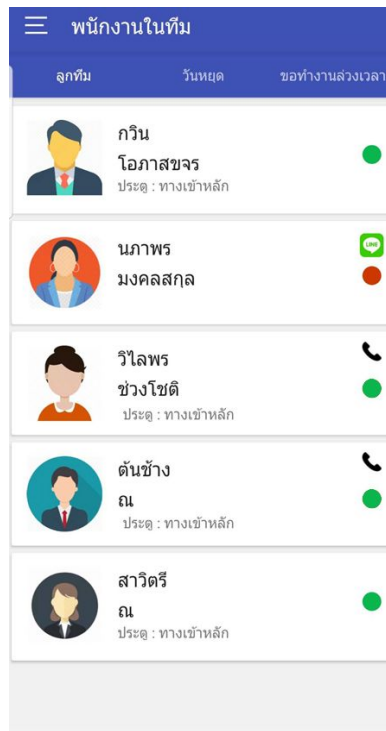 พนักงานในทีม
ลูกทีม วันหยุด ขอทำงานล่วงเวลา
กวิน
โอภาสขจร
ประตู : ทางเข้าหลัก
นภาพร
มงคลสกุล
LINE
วิไลพร
ช่วงโชติ
ประตู : ทางเข้าหลัก
ต้นช้าง
ณ
ประตู : ทางเข้าหลัก
สาวิตรี
ณ
ประตู : ทางเข้าหลัก